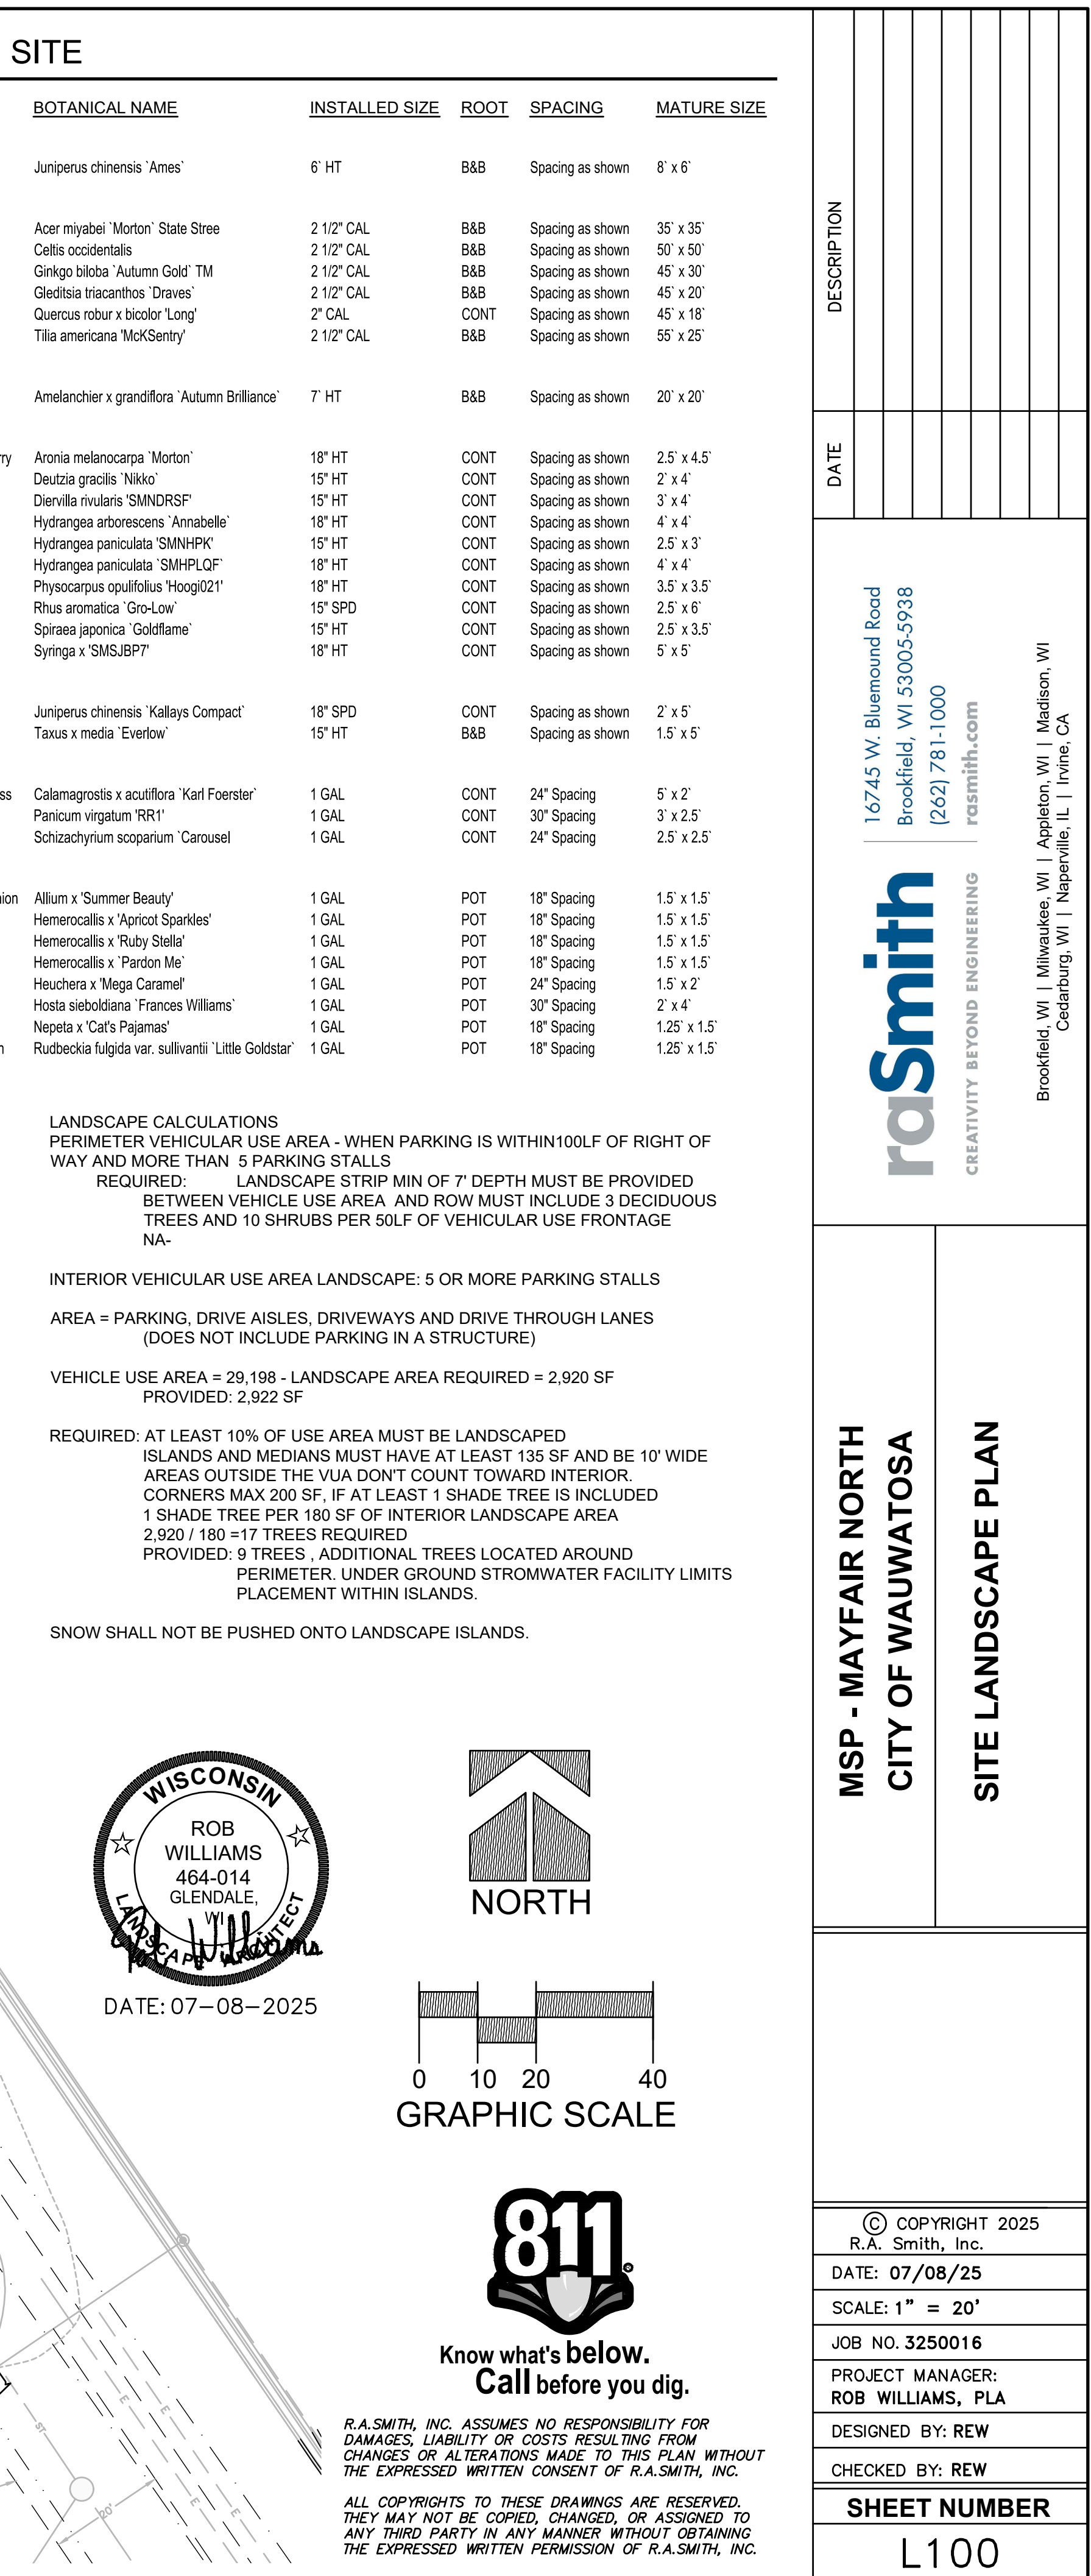 SITE
BOTANICAL NAME INSTALLED SIZE ROOT SPACING MATURE SIZE
Juniperus chinensis `Ames` 6` HT B&B Spacing as shown 8` x 6`
Acer miyabei `Morton` State Stree 2 1/2" CAL B&B Spacing as shown 35` x 35`
Celtis occidentalis 2 1/2" CAL B&B Spacing as shown 50` x 50`
Ginkgo biloba `Autumn Gold` TM 2 1/2" CAL B&B Spacing as shown 45` x 30`
Gleditsia triacanthos `Draves` 2 1/2" CAL B&B Spacing as shown 45` x 20`
Quercus robur x bicolor 'Long' 2" CAL CONT Spacing as shown 45` x 18`
Tilia americana 'McKSentry' 2 1/2" CAL B&B Spacing as shown 55` x 25`
Amelanchier x grandiflora `Autumn Brilliance` 7` HT B&B Spacing as shown 20` x 20`
rry Aronia melanocarpa `Morton` 18" HT CONT Spacing as shown 2.5` x 4.5`
Deutzia gracilis `Nikko` 15" HT CONT Spacing as shown 2` x 4`
Diervilla rivularis 'SMNDRSF' 15" HT CONT Spacing as shown 3` x 4`
Hydrangea arborescens `Annabelle` 18" HT CONT Spacing as shown 4` x 4`
Hydrangea paniculata 'SMNHPK' 15" HT CONT Spacing as shown 2.5` x 3`
Hydrangea paniculata `SMHPLQF` 18" HT CONT Spacing as shown 4` x 4`
Physocarpus opulifolius 'Hoogi021' 18" HT CONT Spacing as shown 3.5` x 3.5`
Rhus aromatica `Gro-Low` 15" SPD CONT Spacing as shown 2.5` x 6`
Spiraea japonica `Goldflame` 15" HT CONT Spacing as shown 2.5` x 3.5`
Syringa x 'SMSJBP7' 18" HT CONT Spacing as shown 5` x 5`
Juniperus chinensis `Kallays Compact` 18" SPD CONT Spacing as shown 2` x 5`
Taxus x media `Everlow` 15" HT B&B Spacing as shown 1.5` x 5`
ss Calamagrostis x acutiflora `Karl Foerster` 1 GAL CONT 24" Spacing 5` x 2`
Panicum virgatum 'RR1' 1 GAL CONT 30" Spacing 3` x 2.5`
Schizachyrium scoparium `Carousel 1 GAL CONT 24" Spacing 2.5` x 2.5`
nion Allium x 'Summer Beauty' 1 GAL POT 18" Spacing 1.5` x 1.5`
Hemerocallis x 'Apricot Sparkles' 1 GAL POT 18" Spacing 1.5` x 1.5`
Hemerocallis x 'Ruby Stella' 1 GAL POT 18" Spacing 1.5` x 1.5`
Hemerocallis x `Pardon Me` 1 GAL POT 18" Spacing 1.5` x 1.5`
Heuchera x 'Mega Caramel' 1 GAL POT 24" Spacing 1.5` x 2`
Hosta sieboldiana `Frances Williams` 1 GAL POT 30" Spacing 2` x 4`
Nepeta x 'Cat's Pajamas' 1 GAL POT 18" Spacing 1.25` x 1.5`
n Rudbeckia fulgida var. sullivantii `Little Goldstar` 1 GAL POT 18" Spacing 1.25` x 1.5`
LANDSCAPE CALCULATIONS
PERIMETER VEHICULAR USE AREA - WHEN PARKING IS WITHIN100LF OF RIGHT OF
WAY AND MORE THAN 5 PARKING STALLS
REQUIRED: LANDSCAPE STRIP MIN OF 7' DEPTH MUST BE PROVIDED
BETWEEN VEHICLE USE AREA AND ROW MUST INCLUDE 3 DECIDUOUS
TREES AND 10 SHRUBS PER 50LF OF VEHICULAR USE FRONTAGE
NA-
INTERIOR VEHICULAR USE AREA LANDSCAPE: 5 OR MORE PARKING STALLS
AREA = PARKING, DRIVE AISLES, DRIVEWAYS AND DRIVE THROUGH LANES
(DOES NOT INCLUDE PARKING IN A STRUCTURE)
VEHICLE USE AREA = 29,198 - LANDSCAPE AREA REQUIRED = 2,920 SF
PROVIDED: 2,922 SF
REQUIRED: AT LEAST 10% OF USE AREA MUST BE LANDSCAPED
ISLANDS AND MEDIANS MUST HAVE AT LEAST 135 SF AND BE 10' WIDE
AREAS OUTSIDE THE VUA DON'T COUNT TOWARD INTERIOR.
CORNERS MAX 200 SF, IF AT LEAST 1 SHADE TREE IS INCLUDED
1 SHADE TREE PER 180 SF OF INTERIOR LANDSCAPE AREA
2,920 / 180 =17 TREES REQUIRED
PROVIDED: 9 TREES , ADDITIONAL TREES LOCATED AROUND
PERIMETER. UNDER GROUND STROMWATER FACILITY LIMITS
PLACEMENT WITHIN ISLANDS.
SNOW SHALL NOT BE PUSHED ONTO LANDSCAPE ISLANDS.
WISCONSIN
ROB
WILLIAMS
464-014
GLENDALE,
WI
LANDSCAPE ARCHITECT
Rob Williams
DATE: 07-08-2025
NORTH
0 10 20 40
GRAPHIC SCALE
811
Know what's below.
Call before you dig.
R.A.SMITH, INC. ASSUMES NO RESPONSIBILITY FOR
DAMAGES, LIABILITY OR COSTS RESULTING FROM
CHANGES OR ALTERATIONS MADE TO THIS PLAN WITHOUT
THE EXPRESSED WRITTEN CONSENT OF R.A.SMITH, INC.
ALL COPYRIGHTS TO THESE DRAWINGS ARE RESERVED.
THEY MAY NOT BE COPIED, CHANGED, OR ASSIGNED TO
ANY THIRD PARTY IN ANY MANNER WITHOUT OBTAINING
THE EXPRESSED WRITTEN PERMISSION OF R.A.SMITH, INC.
E
E
E
E
ST
20'
DESCRIPTION
DATE
16745 W. Bluemound Road
Brookfield, WI 53005-5938
(262) 781-1000
rasmith.com
raSmith
CREATIVITY BEYOND ENGINEERING
Brookfield, WI | Milwaukee, WI | Appleton, WI | Madison, WI
Cedarburg, WI | Naperville, IL | Irvine, CA
MSP - MAYFAIR NORTH
CITY OF WAUWATOSA
SITE LANDSCAPE PLAN
© COPYRIGHT 2025
R.A. Smith, Inc.
DATE: 07/08/25
SCALE: 1" = 20'
JOB NO. 3250016
PROJECT MANAGER:
ROB WILLIAMS, PLA
DESIGNED BY: REW
CHECKED BY: REW
SHEET NUMBER
L100